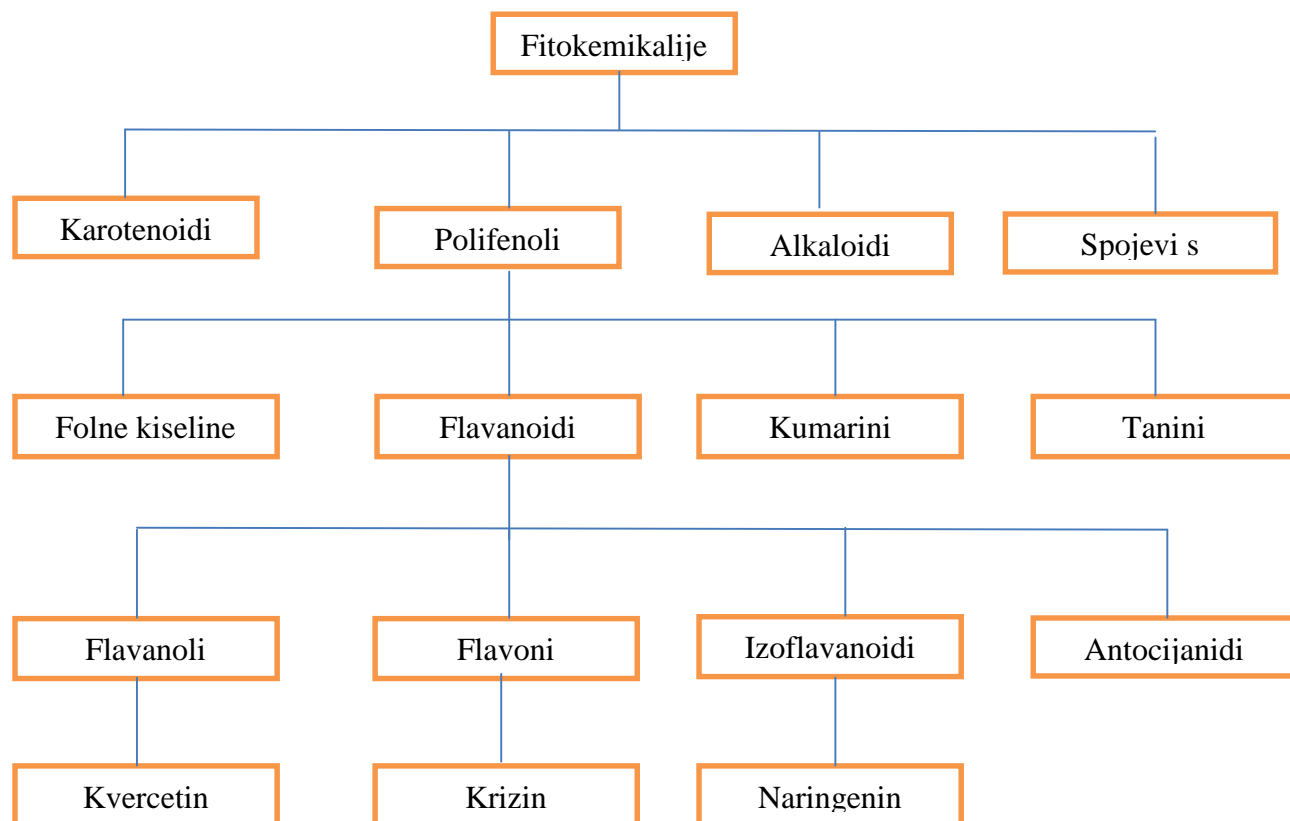 Fitokemikalije
Karotenoidi
Polifenoli
Alkaloidi
Spojevi s
Folne kiseline
Flavanoidi
Kumarini
Tanini
Flavanoli
Flavoni
Izoflavanoidi
Antocijanidi
Kvercetin
Krizin
Naringenin